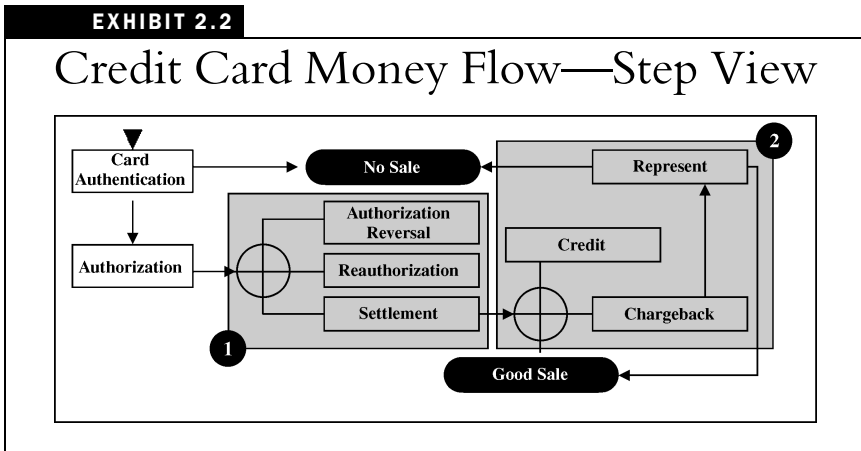 EXHIBIT 2.2
Credit Card Money Flow—Step View
2
Card
Authentication
No Sale
Represent
Authorization
Reversal
Credit
Authorization
Reauthorization
Settlement
Chargeback
1
Good Sale